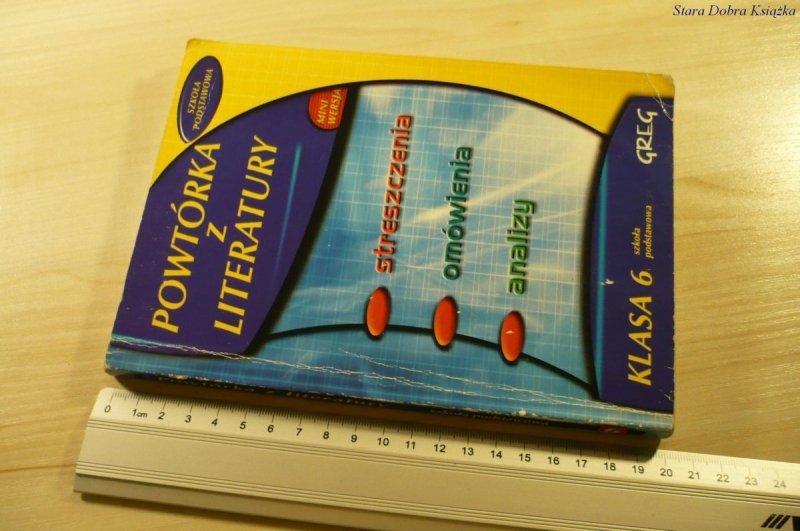 Stara Dobra Książka
SZKOŁA
PODSTAWOWA
MINI
WERSJA
POWTÓRKA
Z
LITERATURY
streszczenia
omówienia
analizy
GREG
KLASA 6
szkoła
podstawowa
0 1cm 2 3 4 5 6 7 8 9 10 11 12 13 14 15 16 17 18 19 20 21 22 23 24